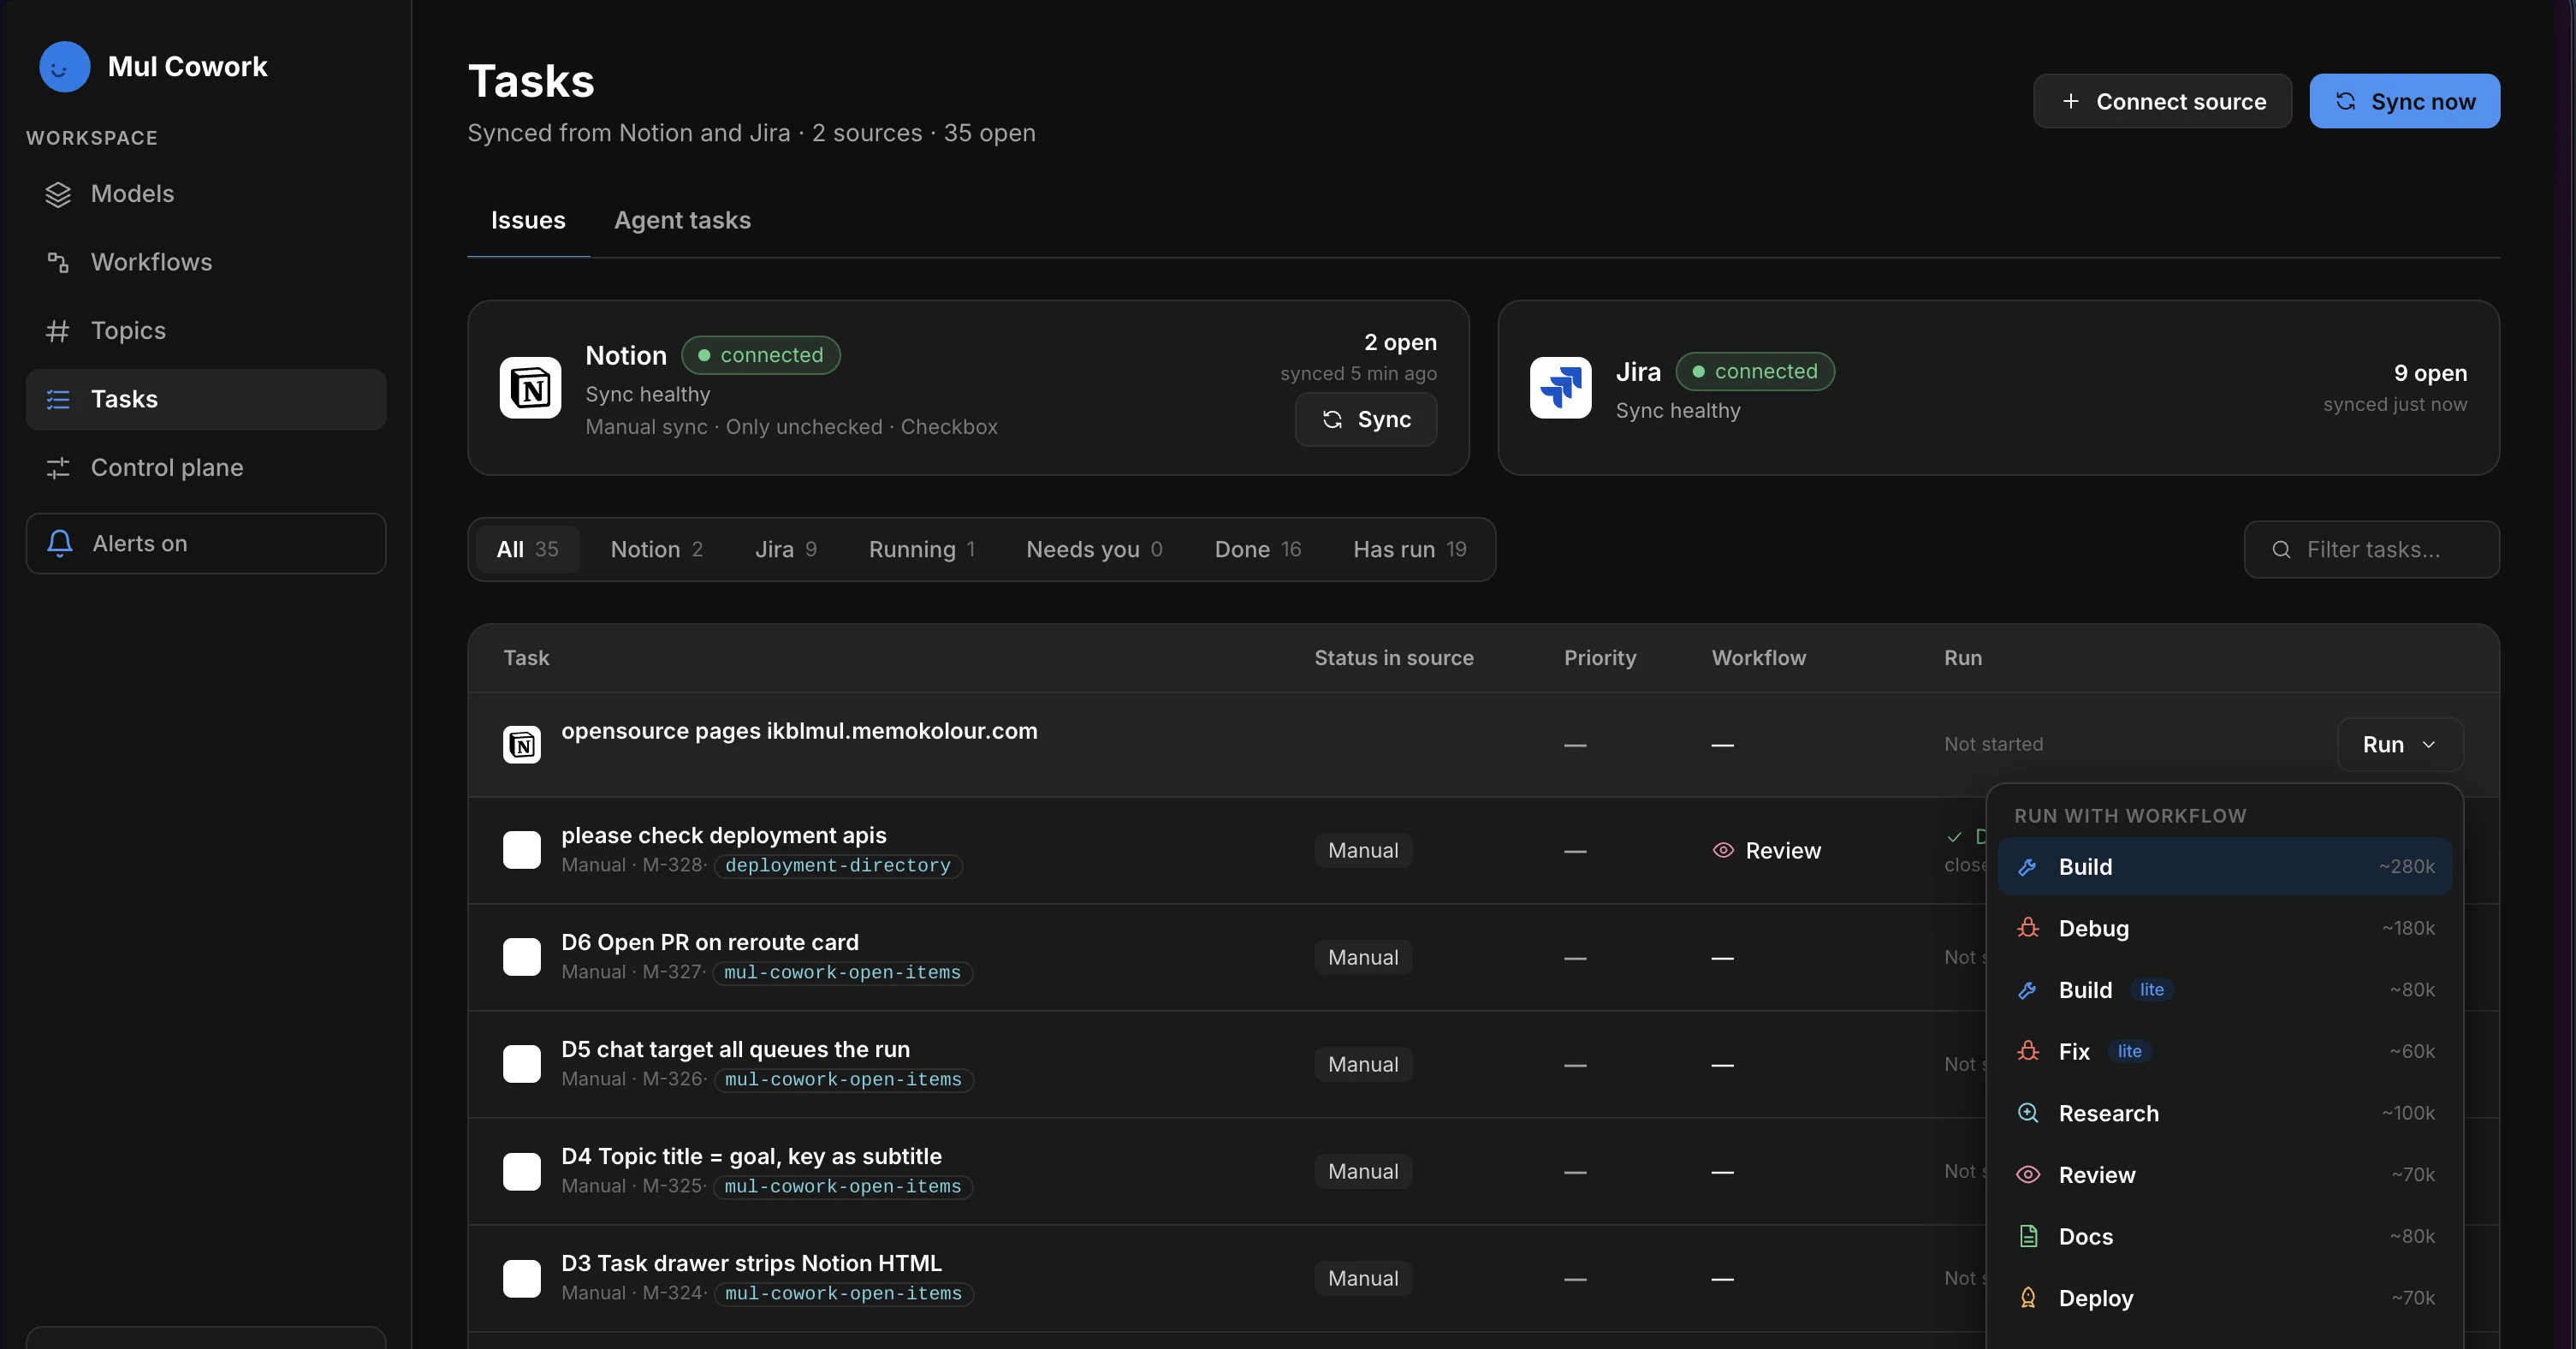 Mul Cowork
WORKSPACE
Models
Workflows
Topics
Tasks
Control plane
Alerts on
Tasks
Synced from Notion and Jira · 2 sources · 35 open
Connect source
Sync now
Issues
Agent tasks
Notion
connected
Sync healthy
Manual sync · Only unchecked · Checkbox
2 open
synced 5 min ago
Sync
Jira
connected
Sync healthy
9 open
synced just now
All 35
Notion 2
Jira 9
Running 1
Needs you 0
Done 16
Has run 19
Filter tasks...
Task
Status in source
Priority
Workflow
Run
opensource pages ikblmul.memokolour.com
—
—
Not started
Run
please check deployment apis
Manual · M-328· deployment-directory
Manual
—
Review
D
close
D6 Open PR on reroute card
Manual · M-327· mul-cowork-open-items
Manual
—
—
Not s
D5 chat target all queues the run
Manual · M-326· mul-cowork-open-items
Manual
—
—
Not s
D4 Topic title = goal, key as subtitle
Manual · M-325· mul-cowork-open-items
Manual
—
—
Not s
D3 Task drawer strips Notion HTML
Manual · M-324· mul-cowork-open-items
Manual
—
—
Not s
RUN WITH WORKFLOW
Build ~280k
Debug ~180k
Build lite ~80k
Fix lite ~60k
Research ~100k
Review ~70k
Docs ~80k
Deploy ~70k